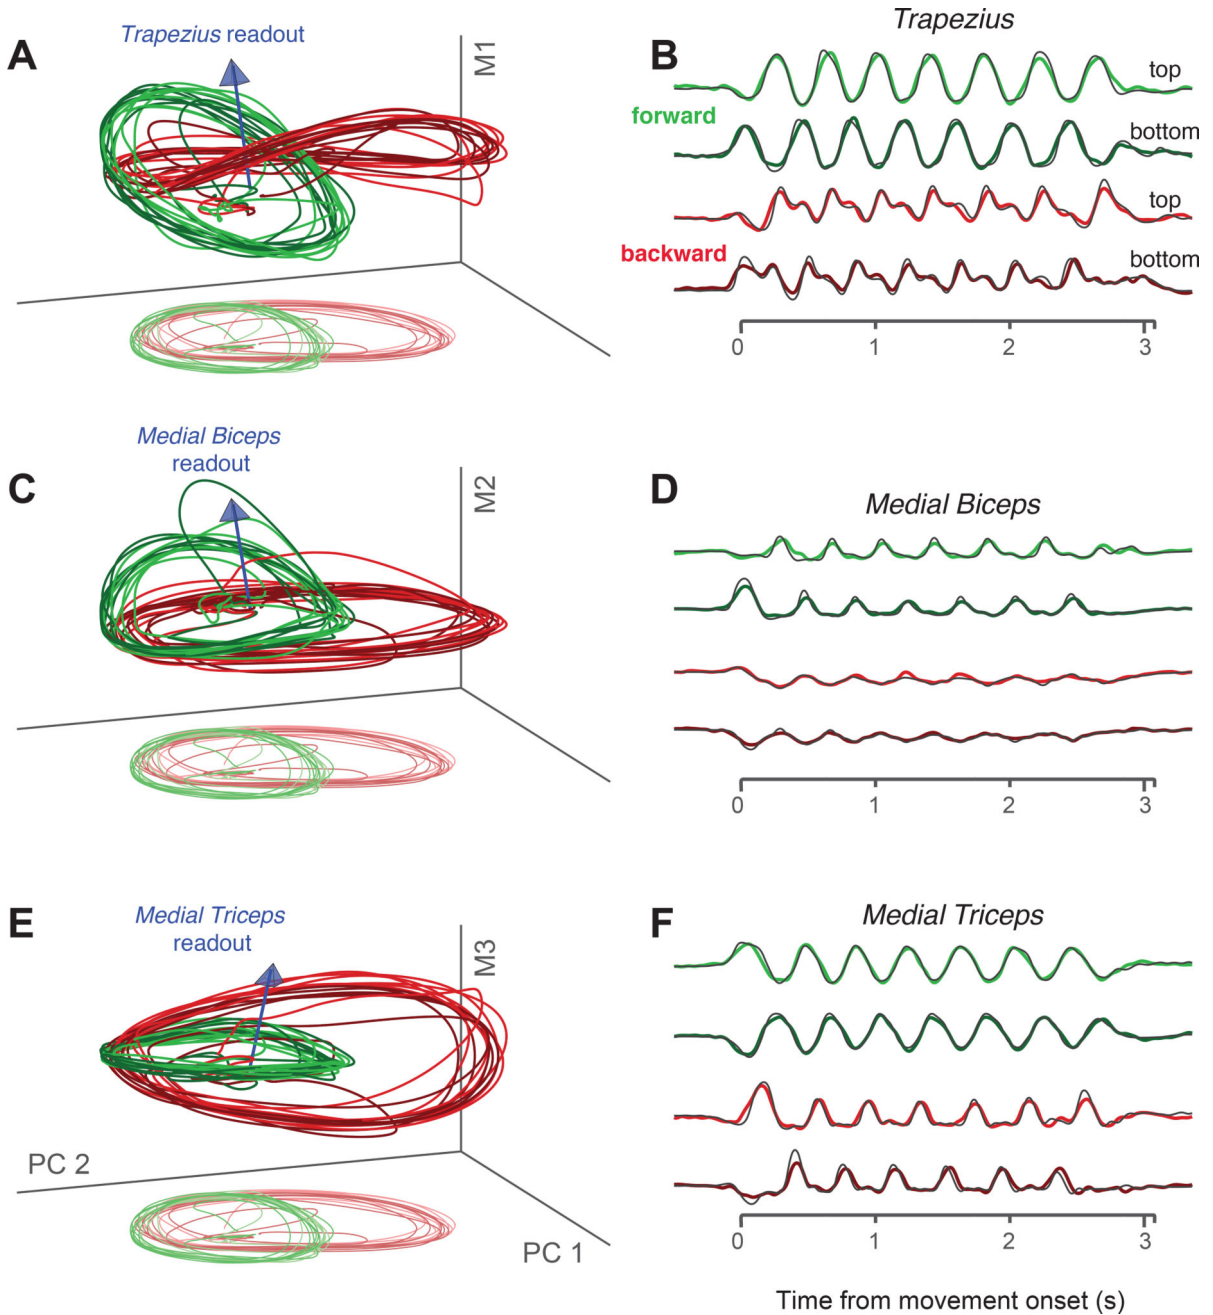 A
Trapezius readout
M1
B
Trapezius
top
forward
bottom
top
backward
bottom
0 1 2 3
C
Medial Biceps
readout
M2
D
Medial Biceps
0 1 2 3
E
Medial Triceps
readout
M3
PC 2
PC 1
F
Medial Triceps
0 1 2 3
Time from movement onset (s)